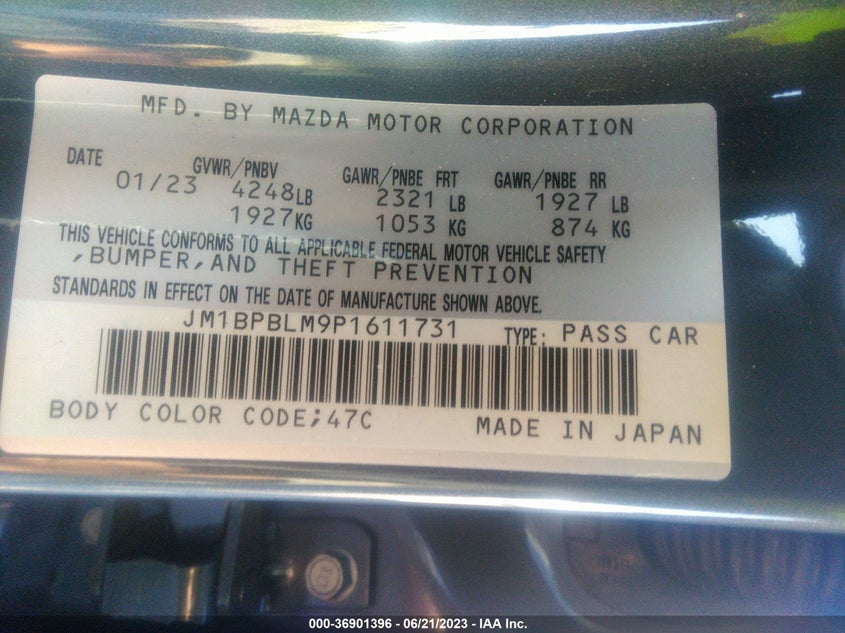 MFD. BY MAZDA MOTOR CORPORATION
DATE GVWR/PNBV GAWR/PNBE FRT GAWR/PNBE RR
01/23 4248LB 2321 LB 1927 LB
1927KG 1053 KG 874 KG
THIS VEHICLE CONFORMS TO ALL APPLICABLE FEDERAL MOTOR VEHICLE SAFETY
,BUMPER,AND THEFT PREVENTION
STANDARDS IN EFFECT ON THE DATE OF MANUFACTURE SHOWN ABOVE.
JM1BPBLM9P1611731 TYPE: PASS CAR
BODY COLOR CODE;47C MADE IN JAPAN
000-36901396 - 06/21/2023 - IAA Inc.